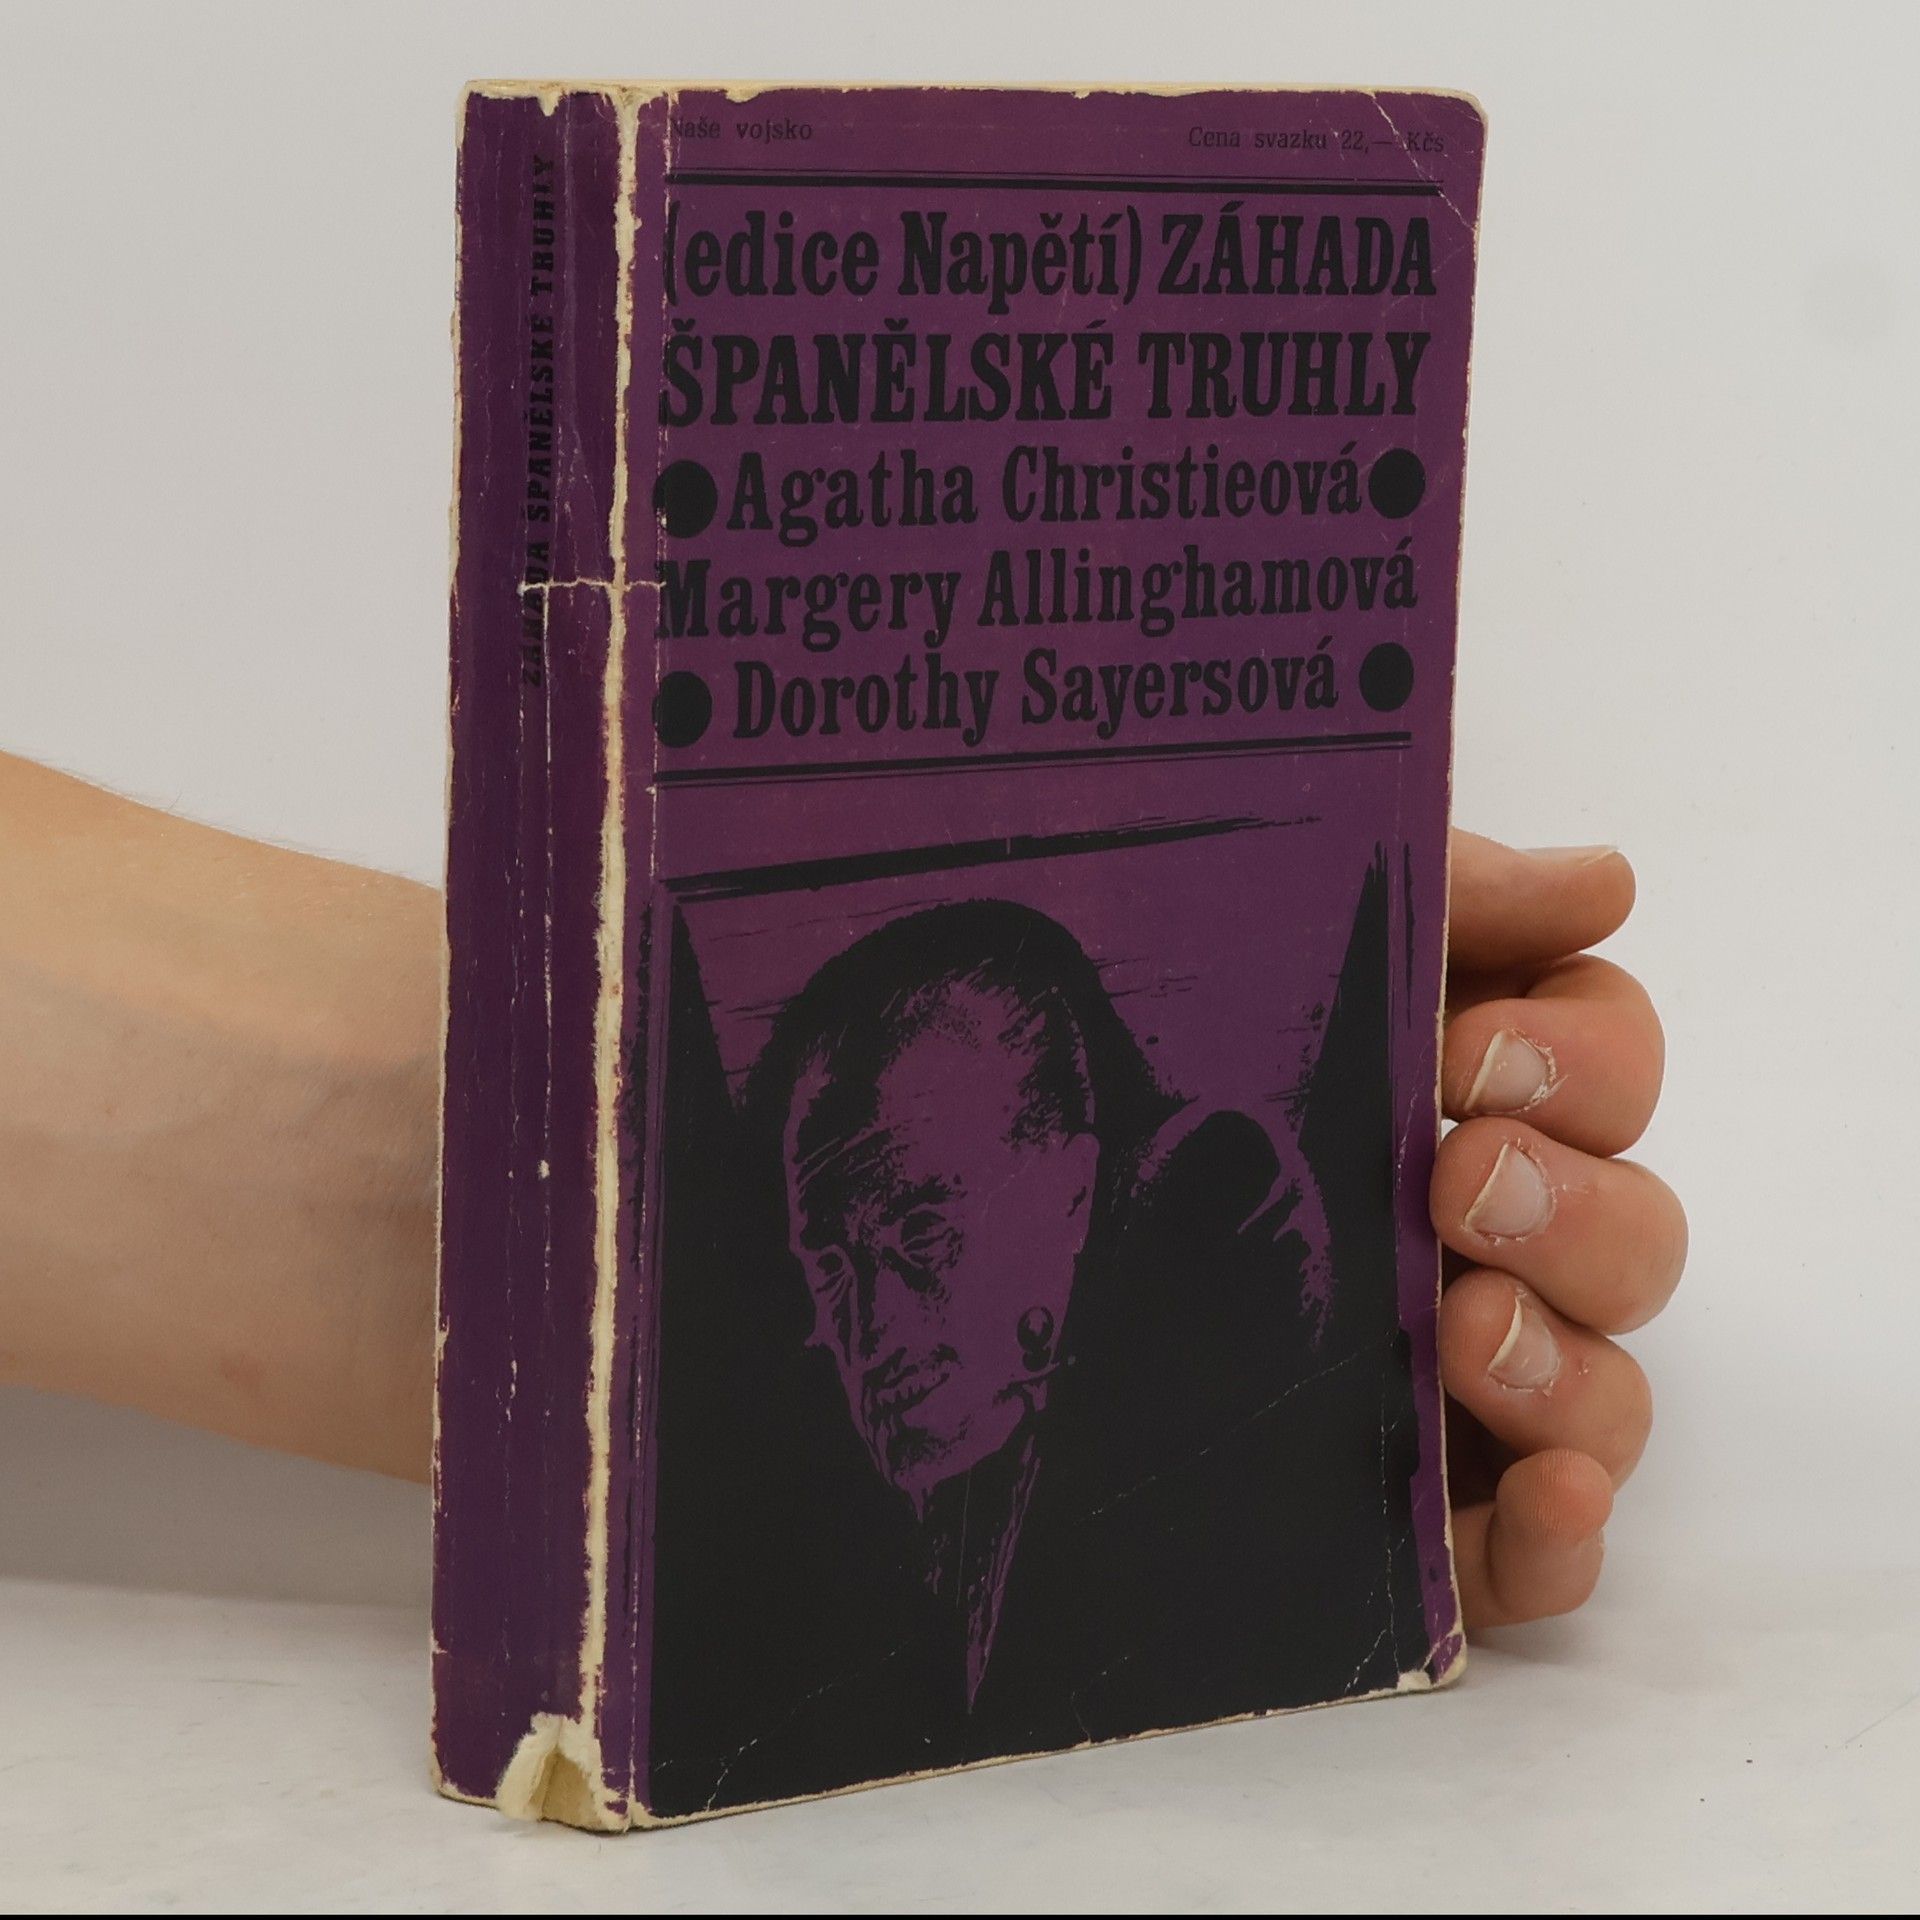 ZÁHADA ŠPANĚLSKÉ TRUHLY
Naše vojsko
Cena svazku 22,— Kčs
(edice Napětí) ZÁHADA
ŠPANĚLSKÉ TRUHLY
● Agatha Christieová ●
Margery Allinghamová
● Dorothy Sayersová ●